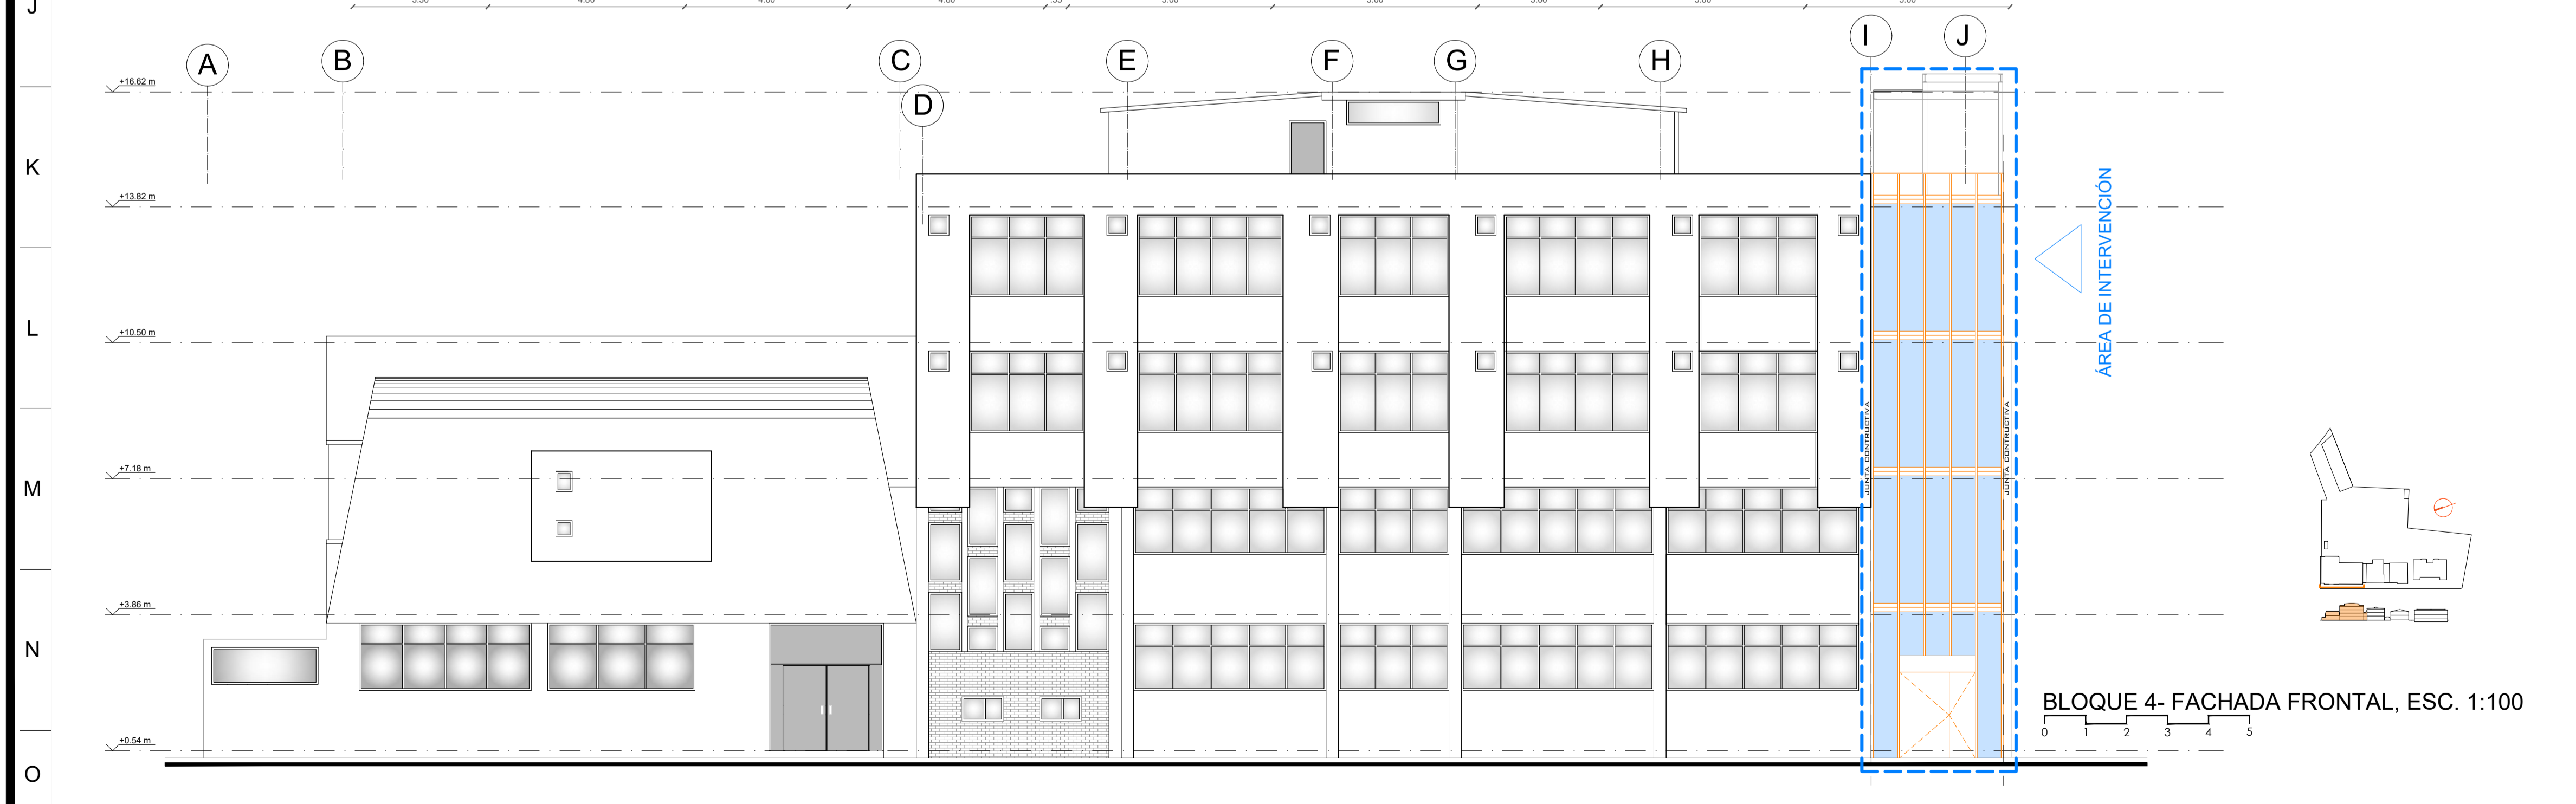 J
A
B
C
D
E
F
G
H
I
J
+16.62 m
K
+13.82 m
ÁREA DE INTERVENCIÓN
L
+10.50 m
JUNTA CONTRUCTIVA
JUNTA CONTRUCTIVA
M
+7.18 m
+3.86 m
N
BLOQUE 4- FACHADA FRONTAL, ESC. 1:100
0 1 2 3 4 5
+0.54 m
O